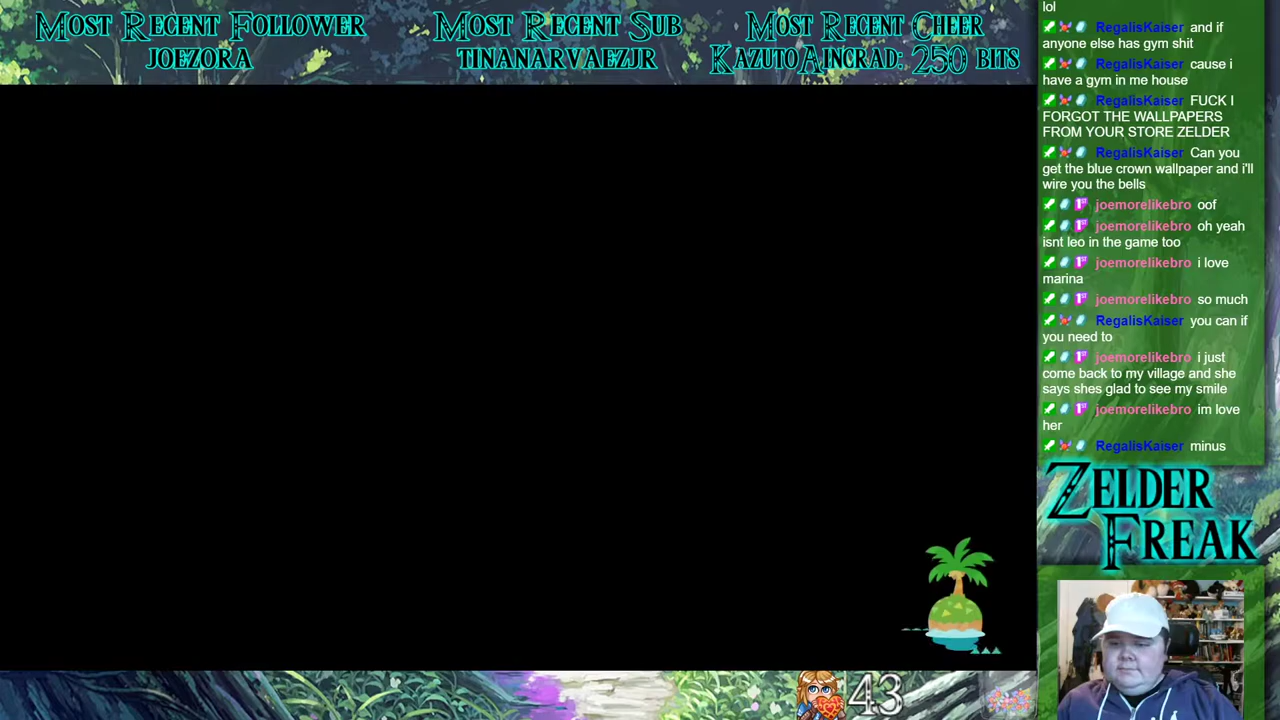 Most Recent Follower
joezora
Most Recent Sub
tinanarvaezjr
Most Recent Cheer
KazutoAincrad: 250 bits
lol
RegalisKaiser and if
anyone else has gym shit
RegalisKaiser cause i
have a gym in me house
RegalisKaiser FUCK I
FORGOT THE WALLPAPERS
FROM YOUR STORE ZELDER
RegalisKaiser Can you
get the blue crown wallpaper and i'll
wire you the bells
joemorelikebro oof
joemorelikebro oh yeah
isnt leo in the game too
joemorelikebro i love
marina
joemorelikebro so much
RegalisKaiser you can if
you need to
joemorelikebro i just
come back to my village and she
says shes glad to see my smile
joemorelikebro im love
her
RegalisKaiser minus
Zelder
Freak
43